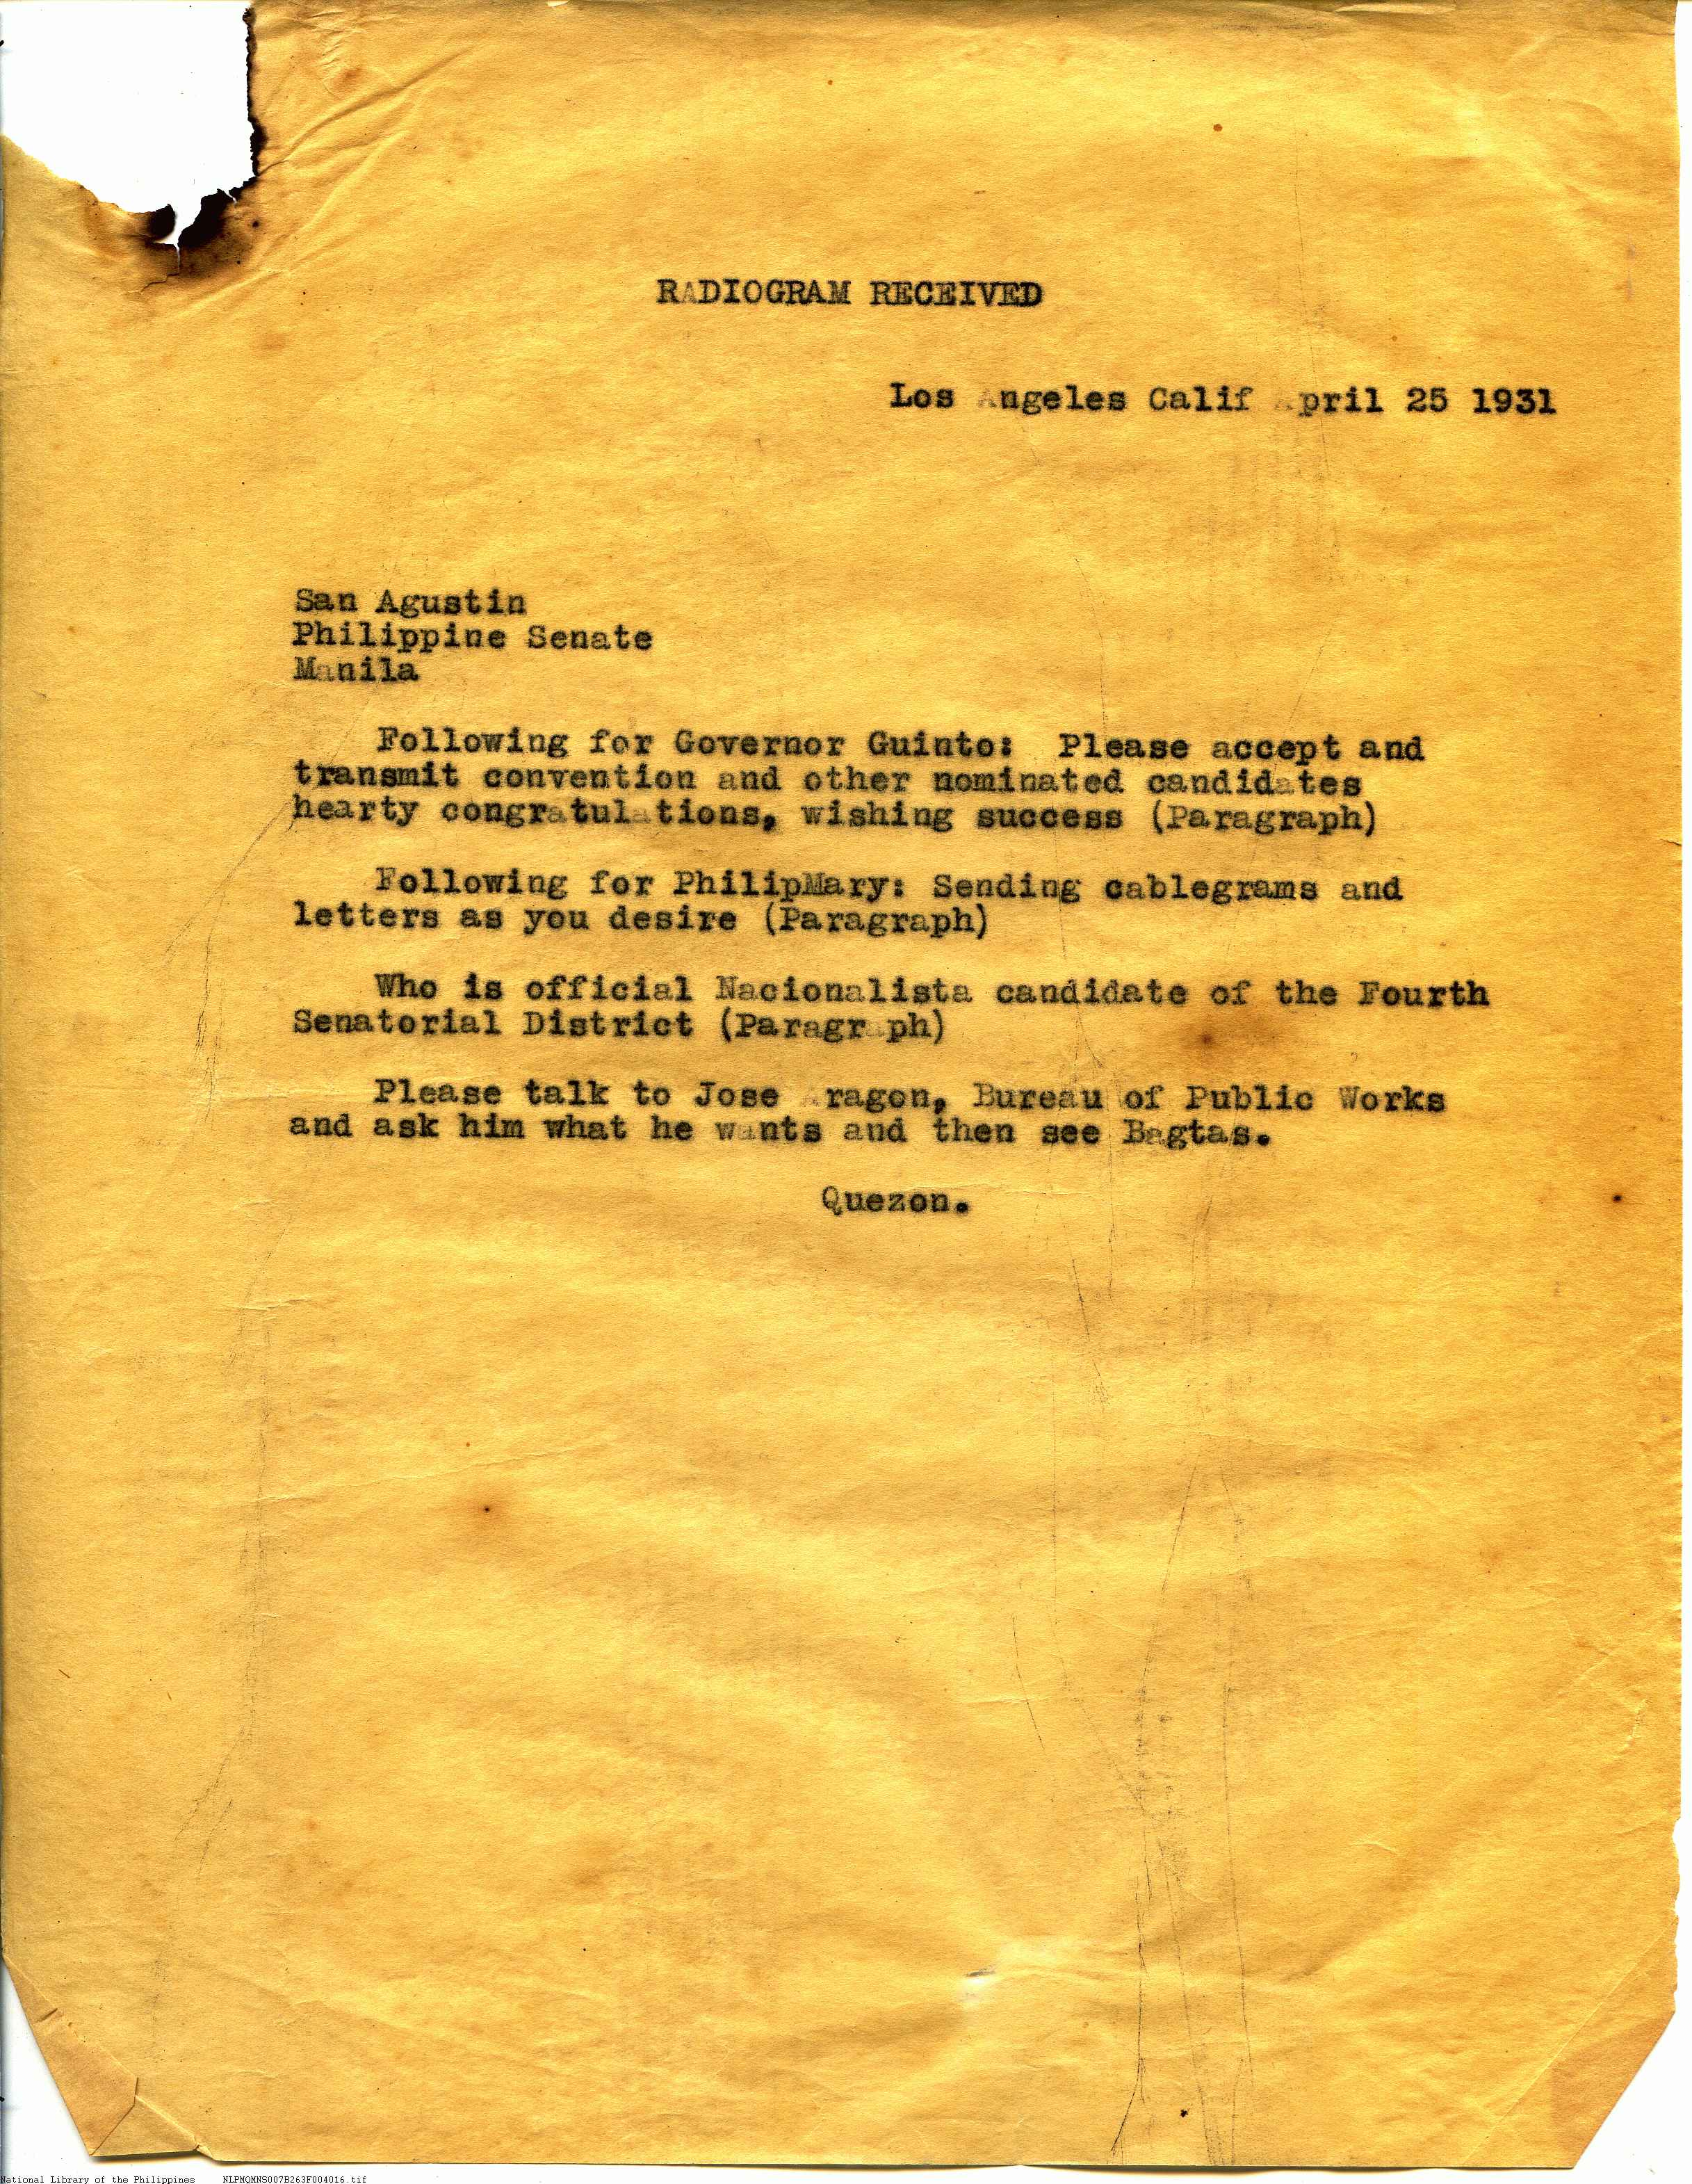 RADIOGRAM RECEIVED
Los Angeles Calif April 25 1931
San Agustin
Philippine Senate
Manila
Following for Governor Guinto: Please accept and
transmit convention and other nominated candidates
hearty congratulations, wishing success (Paragraph)
Following for PhilipMary: Sending cablegrams and
letters as you desire (Paragraph)
Who is official Nacionalista candidate of the Fourth
Senatorial District (Paragraph)
Please talk to Jose Aragon, Bureau of Public Works
and ask him what he wants and then see Bagtas.
Quezon.
National Library of the Philippines NLPMQMNS007B263F004016.tif